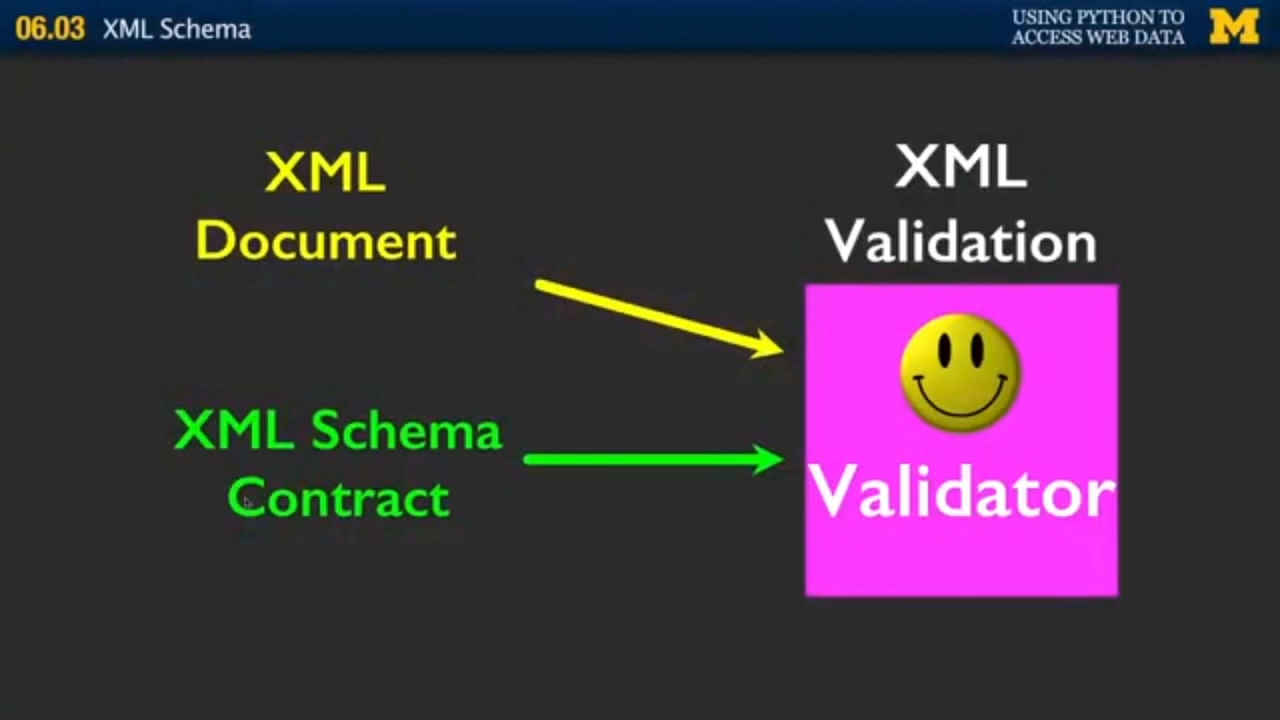 06.03 XML Schema
USING PYTHON TO
ACCESS WEB DATA
M
XML
Document
XML
Validation
XML Schema
Contract
Validator